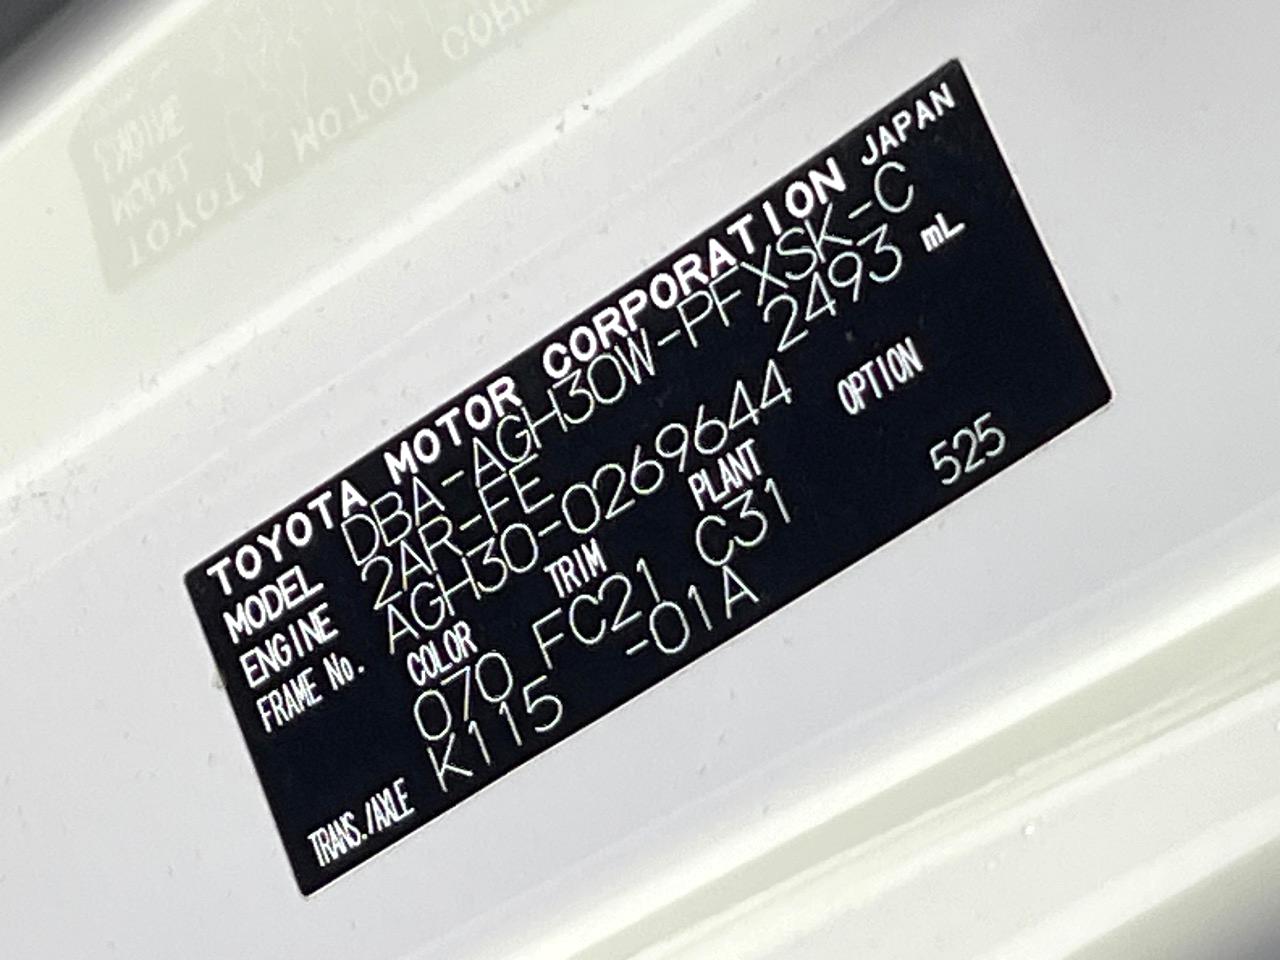 TOYOTA MOTOR CORPORATION JAPAN
MODEL DBA-AGH30W-PFXSK-C
ENGINE 2AR-FE 2493 mL
FRAME No. AGH30-0269644
COLOR TRIM PLANT OPTION
070 FC21 C31 525
TRANS./AXLE K115 -01A